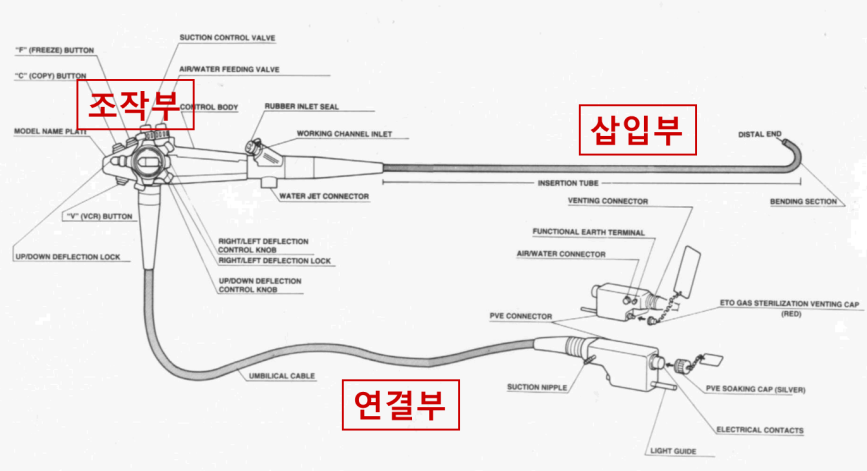 SUCTION CONTROL VALVE
"F" (FREEZE) BUTTON
AIR/WATER FEEDING VALVE
"C" (COPY) BUTTON
조작부
CONTROL BODY
RUBBER INLET SEAL
삽입부
MODEL NAME PLATE
WORKING CHANNEL INLET
DISTAL END
INSERTION TUBE
WATER JET CONNECTOR
BENDING SECTION
VENTING CONNECTOR
"V" (VCR) BUTTON
FUNCTIONAL EARTH TERMINAL
RIGHT/LEFT DEFLECTION
CONTROL KNOB
UP/DOWN DEFLECTION LOCK
RIGHT/LEFT DEFLECTION LOCK
AIR/WATER CONNECTOR
UP/DOWN DEFLECTION
CONTROL KNOB
ETO GAS STERILIZATION VENTING CAP
(RED)
PVE CONNECTOR
UMBILICAL CABLE
연결부
SUCTION NIPPLE
PVE SOAKING CAP (SILVER)
ELECTRICAL CONTACTS
LIGHT GUIDE